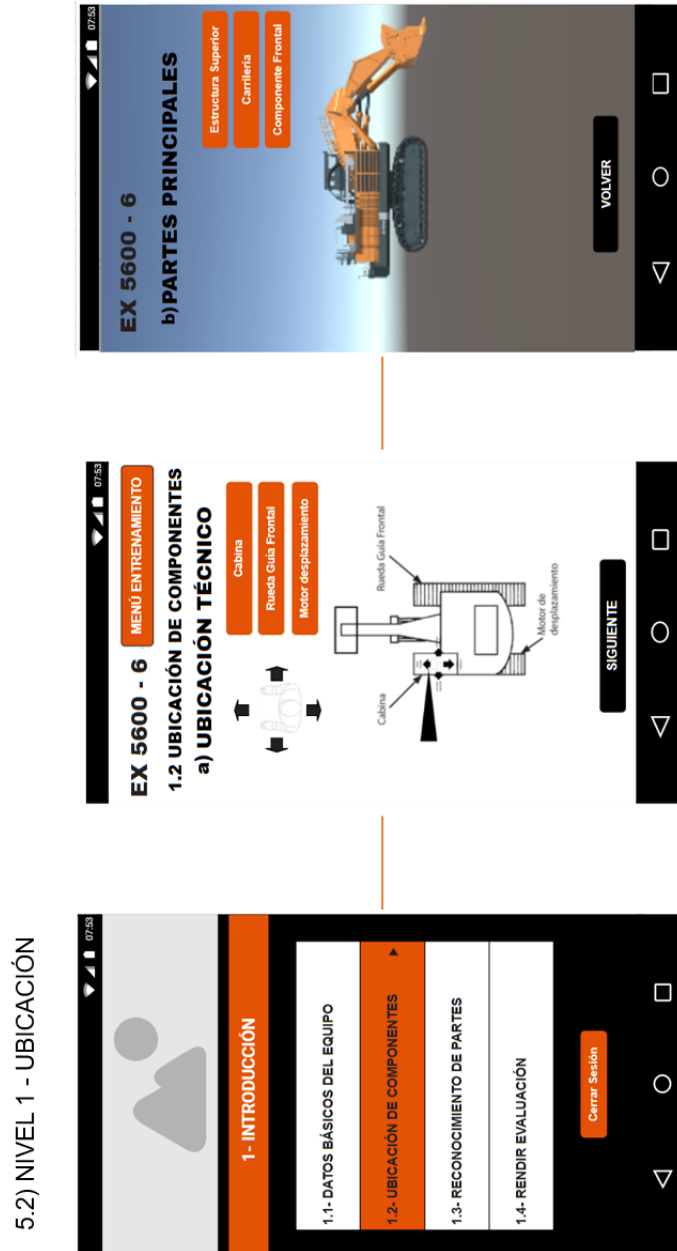 5.2) NIVEL 1 - UBICACIÓN
07:53
1- INTRODUCCIÓN
1.1- DATOS BÁSICOS DEL EQUIPO
1.2- UBICACIÓN DE COMPONENTES
1.3- RECONOCIMIENTO DE PARTES
1.4- RENDIR EVALUACIÓN
Cerrar Sesión
07:53
EX 5600 - 6
MENÚ ENTRENAMIENTO
1.2 UBICACIÓN DE COMPONENTES
a) UBICACIÓN TÉCNICO
Cabina
Rueda Guia Frontal
Motor desplazamiento
Cabina
Rueda Guía Frontal
Motor de
desplazamiento
SIGUIENTE
07:53
EX 5600 - 6
b)PARTES PRINCIPALES
Estructura Superior
Carrileria
Componente Frontal
VOLVER